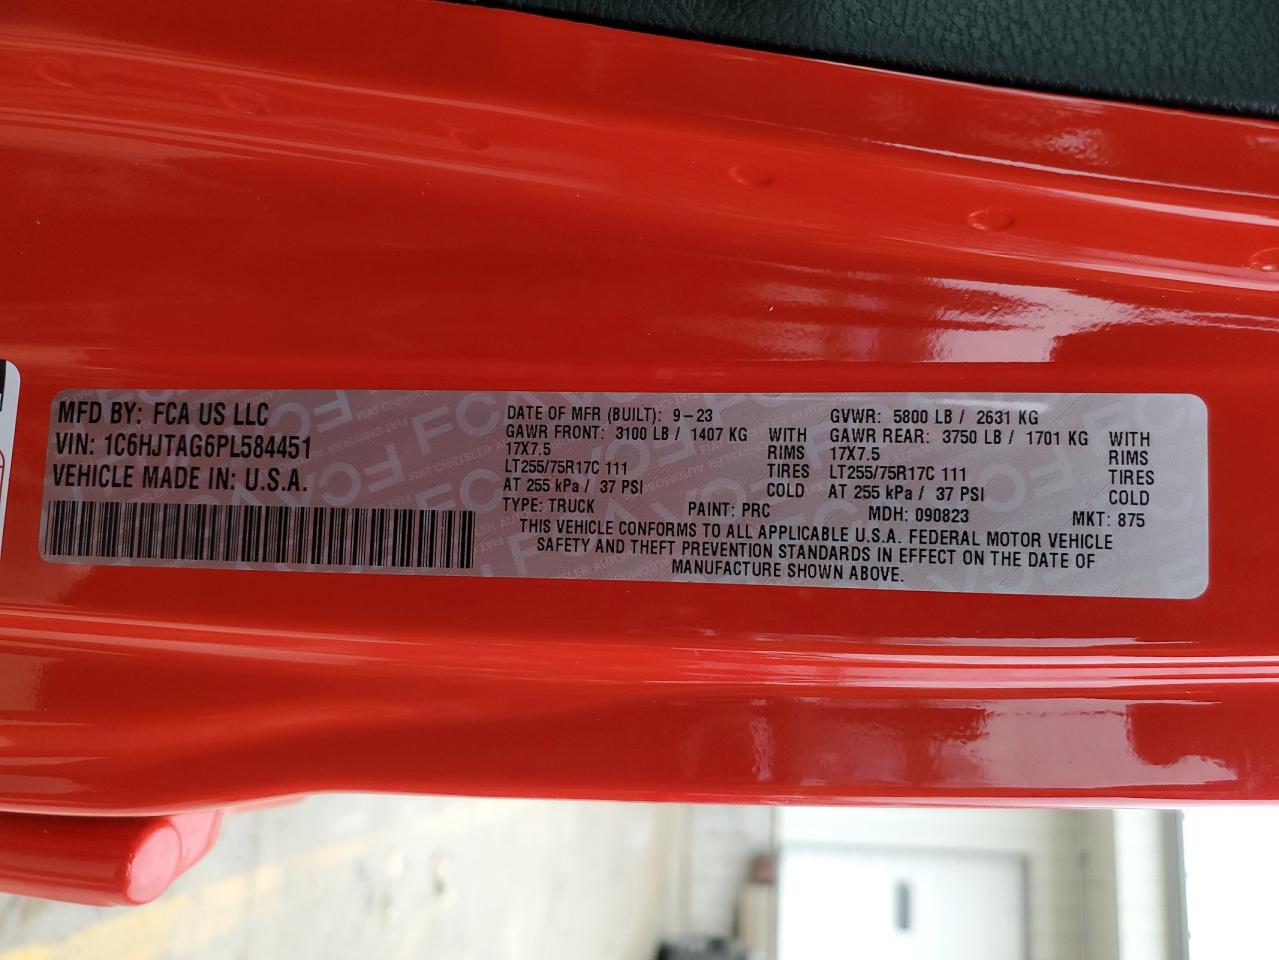 MFD BY: FCA US LLC
VIN: 1C6HJTAG6PL584451
VEHICLE MADE IN: U.S.A.
DATE OF MFR (BUILT): 9-23
GAWR FRONT: 3100 LB / 1407 KG WITH
17X7.5 RIMS
LT255/75R17C 111 TIRES
AT 255 kPa / 37 PSI COLD
GVWR: 5800 LB / 2631 KG
GAWR REAR: 3750 LB / 1701 KG WITH
17X7.5 RIMS
LT255/75R17C 111 TIRES
AT 255 kPa / 37 PSI COLD
TYPE: TRUCK PAINT: PRC MDH: 090823 MKT: 875
THIS VEHICLE CONFORMS TO ALL APPLICABLE U.S.A. FEDERAL MOTOR VEHICLE
SAFETY AND THEFT PREVENTION STANDARDS IN EFFECT ON THE DATE OF
MANUFACTURE SHOWN ABOVE.